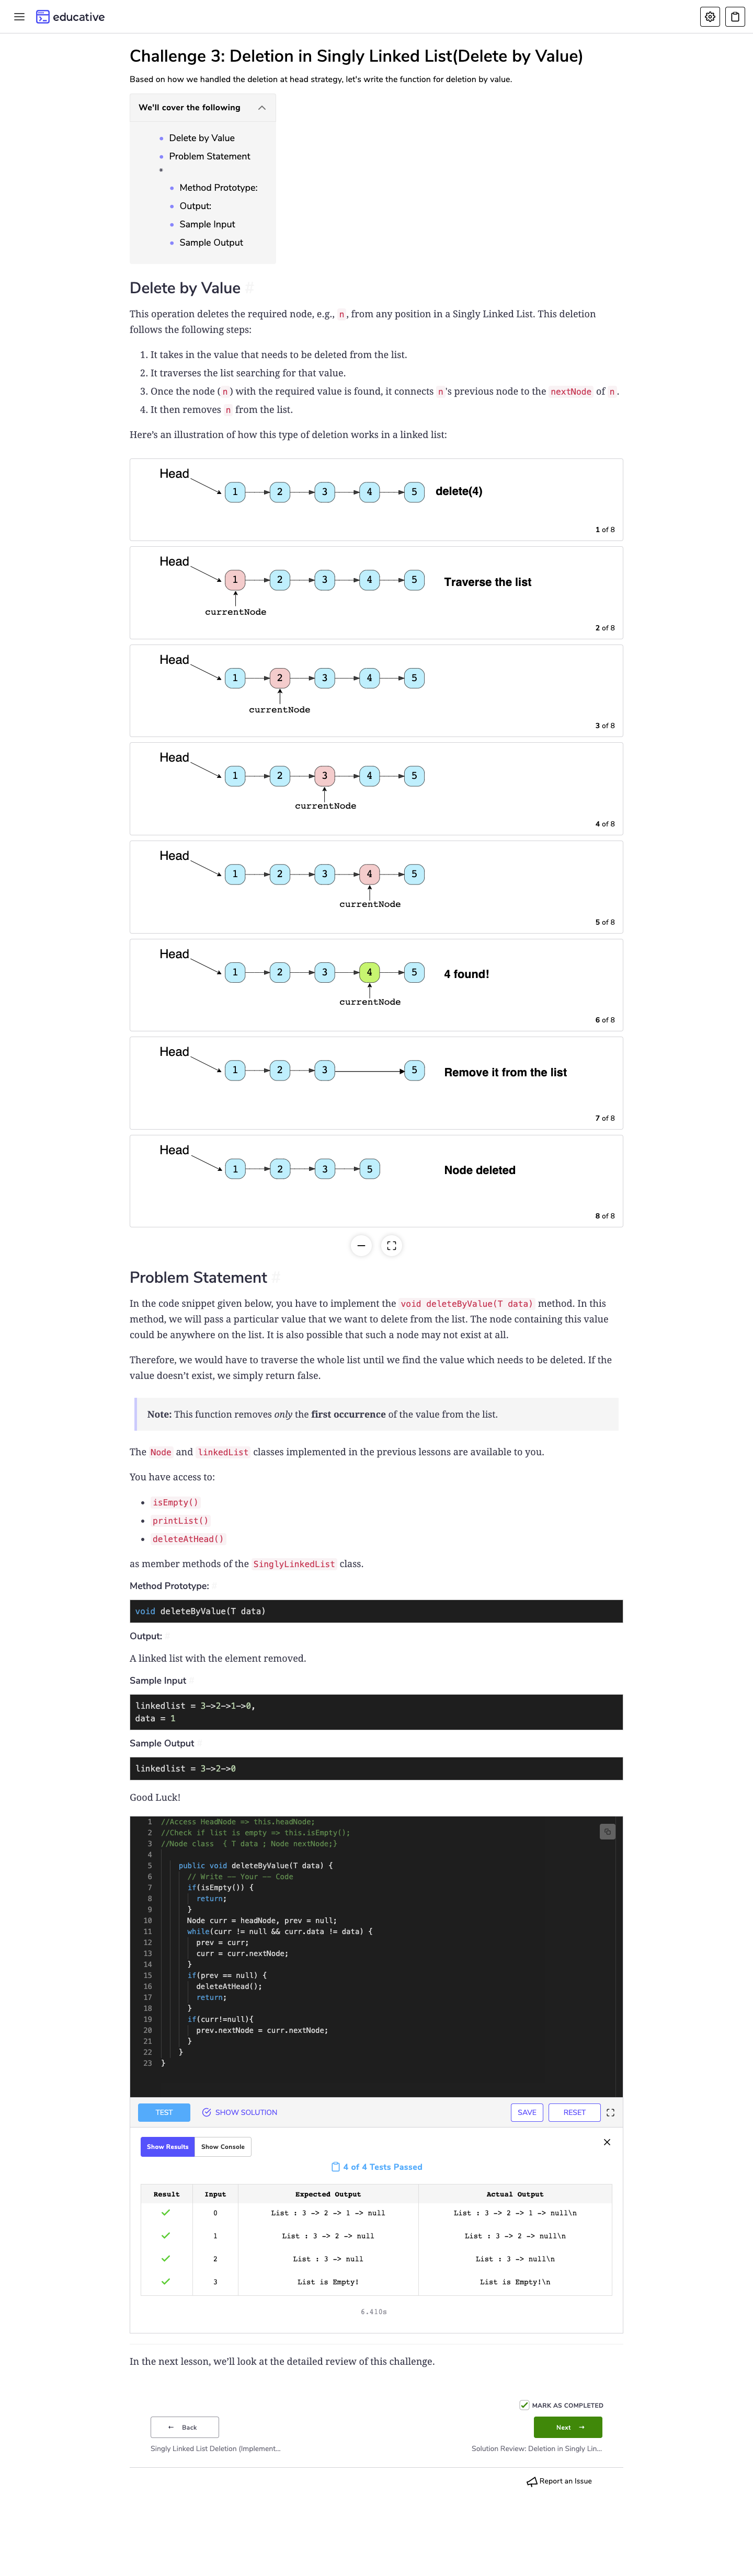 educative
Challenge 3: Deletion in Singly Linked List(Delete by Value)
Based on how we handled the deletion at head strategy, let's write the function for deletion by value.
We'll cover the following
Delete by Value
Problem Statement
Method Prototype:
Output:
Sample Input
Sample Output
Delete by Value #
This operation deletes the required node, e.g., n, from any position in a Singly Linked List. This deletion
follows the following steps:
1. It takes in the value that needs to be deleted from the list.
2. It traverses the list searching for that value.
3. Once the node (n) with the required value is found, it connects n's previous node to the nextNode of n.
4. It then removes n from the list.
Here's an illustration of how this type of deletion works in a linked list:
Head
1 2 3 4 5 delete(4)
1 of 8
Head
1 2 3 4 5 Traverse the list
currentNode
2 of 8
Head
1 2 3 4 5
currentNode
3 of 8
Head
1 2 3 4 5
currentNode
4 of 8
Head
1 2 3 4 5
currentNode
5 of 8
Head
1 2 3 4 5 4 found!
currentNode
6 of 8
Head
1 2 3 5 Remove it from the list
7 of 8
Head
1 2 3 5 Node deleted
8 of 8
Problem Statement #
In the code snippet given below, you have to implement the void deleteByValue(T data) method. In this
method, we will pass a particular value that we want to delete from the list. The node containing this value
could be anywhere on the list. It is also possible that such a node may not exist at all.
Therefore, we would have to traverse the whole list until we find the value which needs to be deleted. If the
value doesn't exist, we simply return false.
Note: This function removes only the first occurrence of the value from the list.
The Node and linkedList classes implemented in the previous lessons are available to you.
You have access to:
isEmpty()
printList()
deleteAtHead()
as member methods of the SinglyLinkedList class.
Method Prototype:
void deleteByValue(T data)
Output:
A linked list with the element removed.
Sample Input
linkedlist = 3->2->1->0,
data = 1
Sample Output
linkedlist = 3->2->0
Good Luck!
1 //Access HeadNode => this.headNode;
2 //Check if list is empty => this.isEmpty();
3 //Node class  { T data ; Node nextNode;}
4
5 public void deleteByValue(T data) {
6 // Write -- Your -- Code
7 if(isEmpty()) {
8 return;
9 }
10 Node curr = headNode, prev = null;
11 while(curr != null && curr.data != data) {
12 prev = curr;
13 curr = curr.nextNode;
14 }
15 if(prev == null) {
16 deleteAtHead();
17 return;
18 }
19 if(curr!=null){
20 prev.nextNode = curr.nextNode;
21 }
22 }
23 }
TEST SHOW SOLUTION SAVE RESET
Show Results Show Console
4 of 4 Tests Passed
Result Input Expected Output Actual Output
0 List : 3 -> 2 -> 1 -> null List : 3 -> 2 -> 1 -> null\n
1 List : 3 -> 2 -> null List : 3 -> 2 -> null\n
2 List : 3 -> null List : 3 -> null\n
3 List is Empty! List is Empty!\n
6.410s
In the next lesson, we'll look at the detailed review of this challenge.
MARK AS COMPLETED
← Back Next →
Singly Linked List Deletion (Implement... Solution Review: Deletion in Singly Lin...
Report an Issue